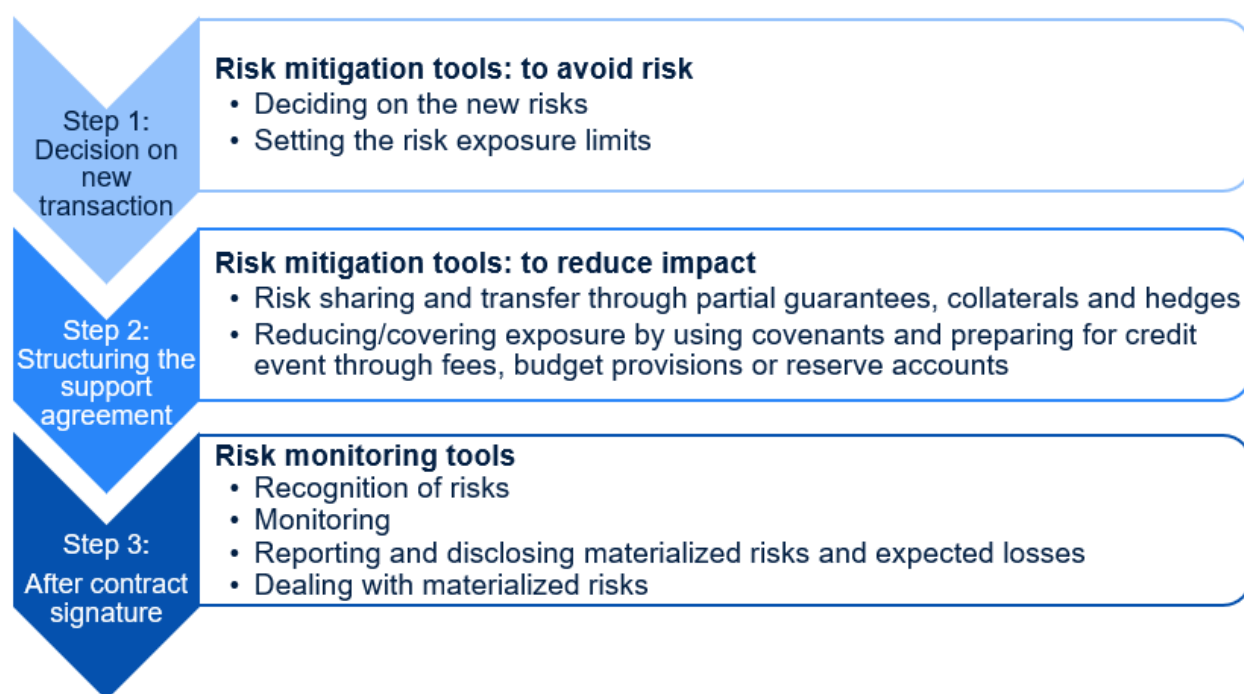 Step 1:
Decision on
new
transaction
Risk mitigation tools: to avoid risk
• Deciding on the new risks
• Setting the risk exposure limits
Step 2:
Structuring the
support
agreement
Risk mitigation tools: to reduce impact
• Risk sharing and transfer through partial guarantees, collaterals and hedges
• Reducing/covering exposure by using covenants and preparing for credit
event through fees, budget provisions or reserve accounts
Step 3:
After contract
signature
Risk monitoring tools
• Recognition of risks
• Monitoring
• Reporting and disclosing materialized risks and expected losses
• Dealing with materialized risks